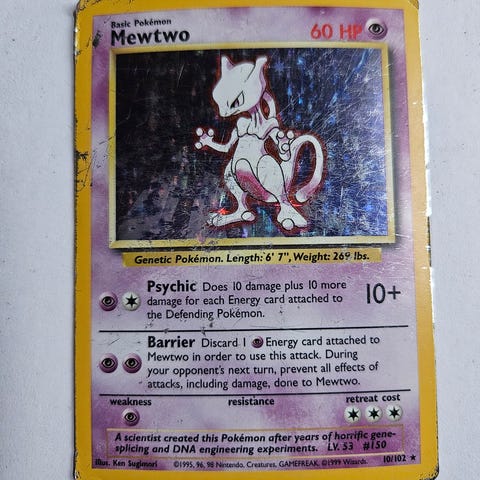 Basic Pokémon
Mewtwo 60 HP
Genetic Pokémon. Length: 6' 7", Weight: 269 lbs.
Psychic Does 10 damage plus 10 more
damage for each Energy card attached to
the Defending Pokémon.
10+
Barrier Discard 1 Energy card attached to
Mewtwo in order to use this attack. During
your opponent's next turn, prevent all effects of
attacks, including damage, done to Mewtwo.
weakness resistance retreat cost
A scientist created this Pokémon after years of horrific gene-
splicing and DNA engineering experiments. LV. 53 #150
Illus. Ken Sugimori ©1995, 96, 98 Nintendo, Creatures, GAMEFREAK. ©1999 Wizards. 10/102 ★